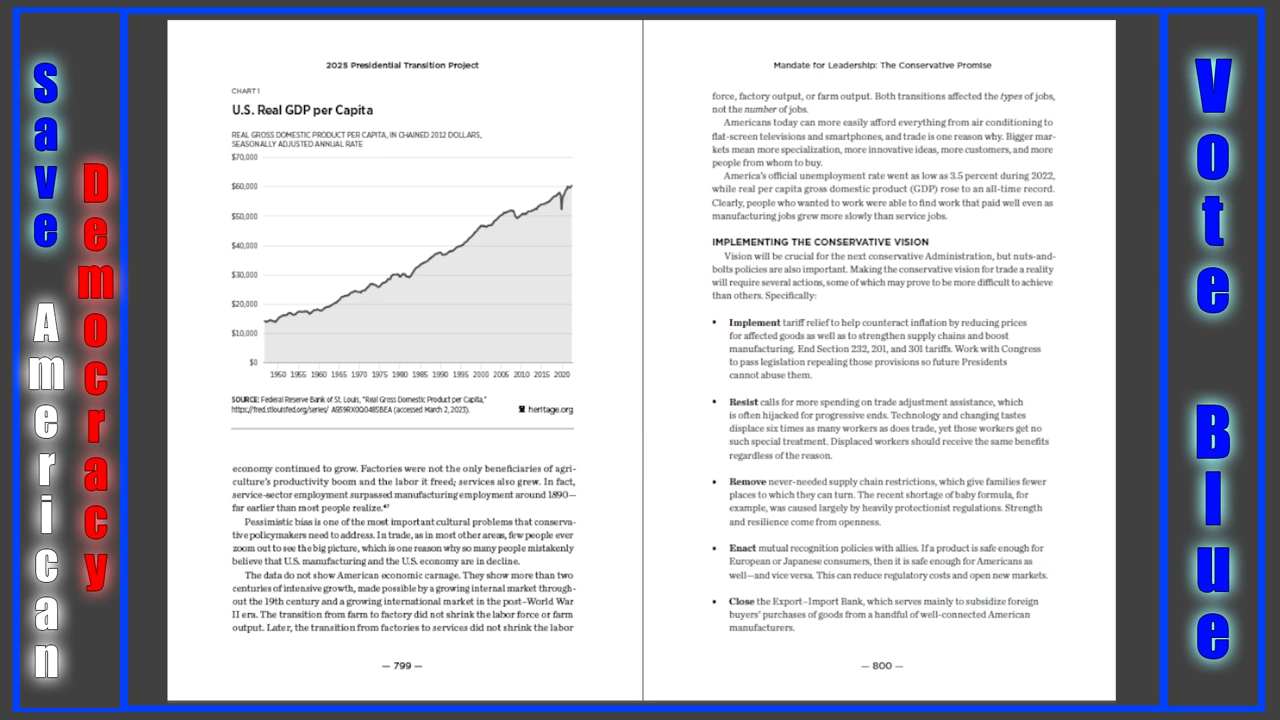 Save
American
Democracy
2025 Presidential Transition Project
CHART 1
U.S. Real GDP per Capita
REAL GROSS DOMESTIC PRODUCT PER CAPITA, IN CHAINED 2012 DOLLARS,
SEASONALLY ADJUSTED ANNUAL RATE
$70,000
$60,000
$50,000
$40,000
$30,000
$20,000
$10,000
$0
1950 1955 1960 1965 1970 1975 1980 1985 1990 1995 2000 2005 2010 2015 2020
SOURCE: Federal Reserve Bank of St. Louis, "Real Gross Domestic Product per Capita,"
https://fred.stlouisfed.org/series/ A939RX0Q048SBEA (accessed March 2, 2023).
heritage.org
economy continued to grow. Factories were not the only beneficiaries of agri-
culture's productivity boom and the labor it freed; services also grew. In fact,
service-sector employment surpassed manufacturing employment around 1890—
far earlier than most people realize.47
Pessimistic bias is one of the most important cultural problems that conserva-
tive policymakers need to address. In trade, as in most other areas, few people ever
zoom out to see the big picture, which is one reason why so many people mistakenly
believe that U.S. manufacturing and the U.S. economy are in decline.
The data do not show American economic carnage. They show more than two
centuries of intensive growth, made possible by a growing internal market through-
out the 19th century and a growing international market in the post–World War
II era. The transition from farm to factory did not shrink the labor force or farm
output. Later, the transition from factories to services did not shrink the labor
— 799 —
Mandate for Leadership: The Conservative Promise
force, factory output, or farm output. Both transitions affected the types of jobs,
not the number of jobs.
Americans today can more easily afford everything from air conditioning to
flat-screen televisions and smartphones, and trade is one reason why. Bigger mar-
kets mean more specialization, more innovative ideas, more customers, and more
people from whom to buy.
America's official unemployment rate went as low as 3.5 percent during 2022,
while real per capita gross domestic product (GDP) rose to an all-time record.
Clearly, people who wanted to work were able to find work that paid well even as
manufacturing jobs grew more slowly than service jobs.
IMPLEMENTING THE CONSERVATIVE VISION
Vision will be crucial for the next conservative Administration, but nuts-and-
bolts policies are also important. Making the conservative vision for trade a reality
will require several actions, some of which may prove to be more difficult to achieve
than others. Specifically:
• Implement tariff relief to help counteract inflation by reducing prices
for affected goods as well as to strengthen supply chains and boost
manufacturing. End Section 232, 201, and 301 tariffs. Work with Congress
to pass legislation repealing those provisions so future Presidents
cannot abuse them.
• Resist calls for more spending on trade adjustment assistance, which
is often hijacked for progressive ends. Technology and changing tastes
displace six times as many workers as does trade, yet those workers get no
such special treatment. Displaced workers should receive the same benefits
regardless of the reason.
• Remove never-needed supply chain restrictions, which give families fewer
places to which they can turn. The recent shortage of baby formula, for
example, was caused largely by heavily protectionist regulations. Strength
and resilience come from openness.
• Enact mutual recognition policies with allies. If a product is safe enough for
European or Japanese consumers, then it is safe enough for Americans as
well—and vice versa. This can reduce regulatory costs and open new markets.
• Close the Export–Import Bank, which serves mainly to subsidize foreign
buyers' purchases of goods from a handful of well-connected American
manufacturers.
— 800 —
Vote
Blue